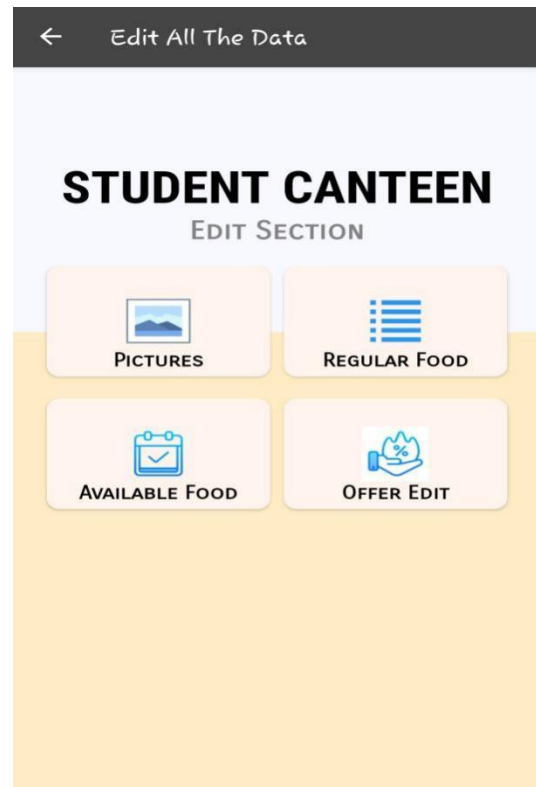 Edit All The Data
STUDENT CANTEEN
EDIT SECTION
PICTURES
REGULAR FOOD
AVAILABLE FOOD
%
OFFER EDIT